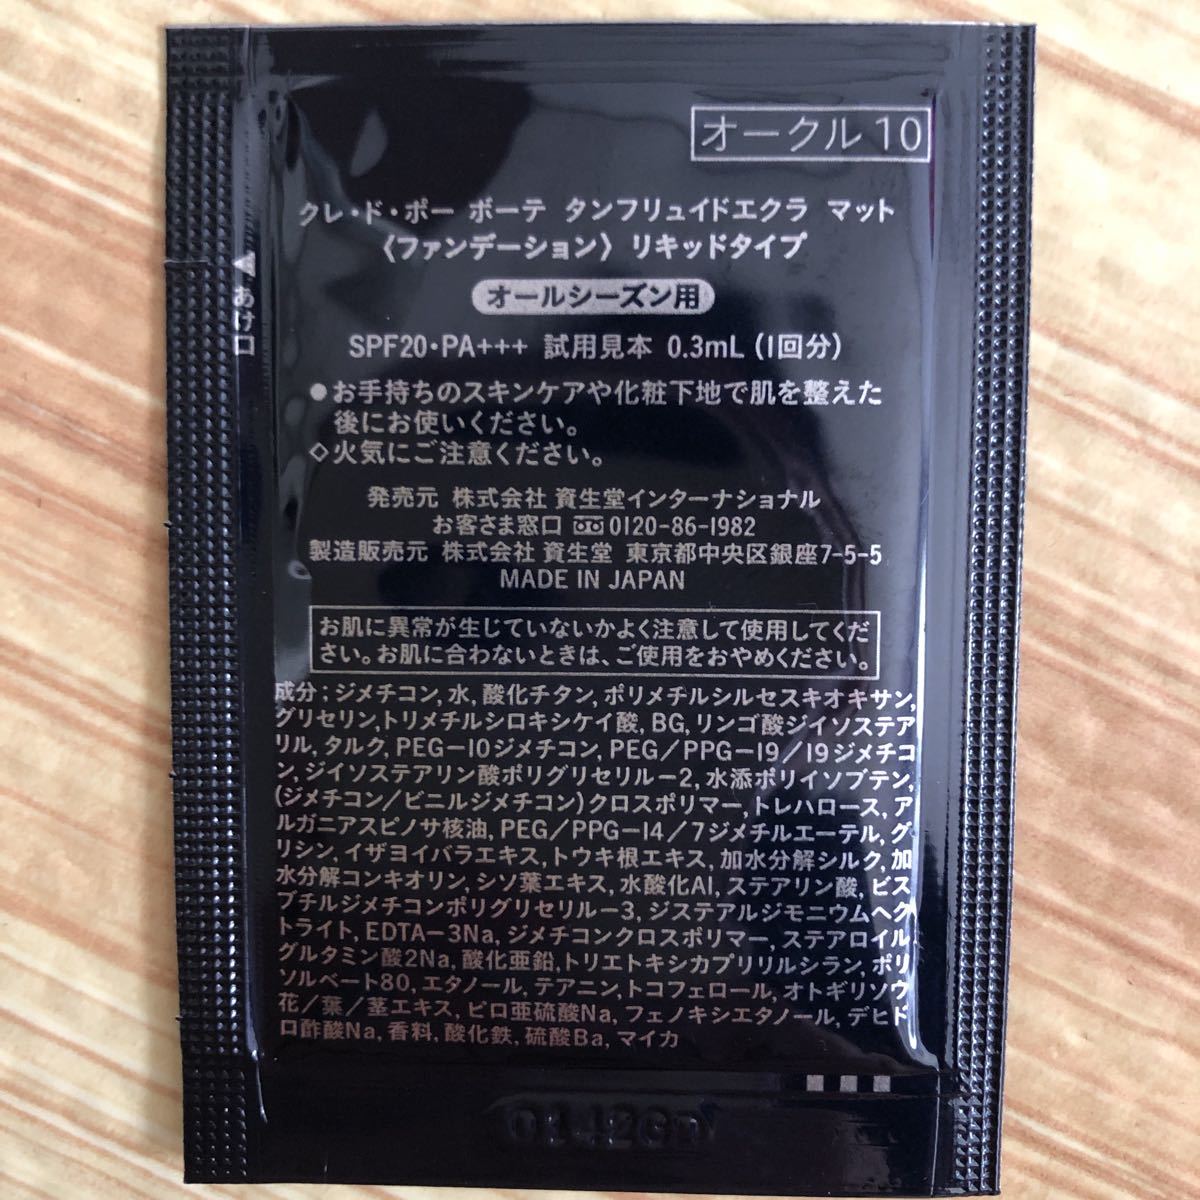 オークル 10
クレ・ド・ポー ボーテ タンフリュイドエクラ マット
〈ファンデーション〉 リキッドタイプ
オールシーズン用
あけ口
SPF20・PA+++ 試用見本 0.3mL (1回分)
●お手持ちのスキンケアや化粧下地で肌を整えた
後にお使いください。
◇火気にご注意ください。
発売元 株式会社 資生堂インターナショナル
お客さま窓口 0120-86-1982
製造販売元 株式会社 資生堂 東京都中央区銀座7-5-5
MADE IN JAPAN
お肌に異常が生じていないかよく注意して使用してくだ
さい。お肌に合わないときは、ご使用をおやめください。
成分;ジメチコン,水,酸化チタン,ポリメチルシルセスキオキサン,
グリセリン,トリメチルシロキシケイ酸,BG,リンゴ酸ジイソステア
リル,タルク,PEG-10ジメチコン,PEG/PPG-19/19ジメチコ
ン,ジイソステアリン酸ポリグリセリル-2,水添ポリイソブテン,
(ジメチコン/ビニルジメチコン)クロスポリマー,トレハロース,ア
ルガニアスピノサ核油,PEG/PPG-14/7ジメチルエーテル,グ
リシン,イザヨイバラエキス,トウキ根エキス,加水分解シルク,加
水分解コンキオリン,シソ葉エキス,水酸化Al,ステアリン酸,ビス
ブチルジメチコンポリグリセリル-3,ジステアルジモニウムヘク
トライト,EDTA-3Na,ジメチコンクロスポリマー,ステアロイル
グルタミン酸2Na,酸化亜鉛,トリエトキシカプリリルシラン,ポリ
ソルベート80,エタノール,テアニン,トコフェロール,オトギリソウ
花/葉/茎エキス,ピロ亜硫酸Na,フェノキシエタノール,デヒド
ロ酢酸Na,香料,酸化鉄,硫酸Ba,マイカ